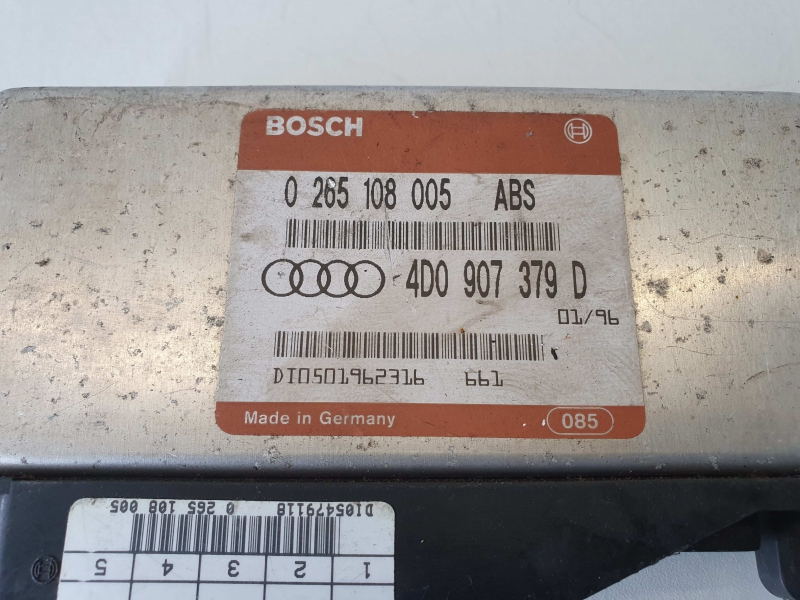 BOSCH
0 265 108 005 ABS
4D0 907 379 D
01/96
DI0501962316 661
Made in Germany 085
DI05479118 0 265 108 005
1 2 3 4 5